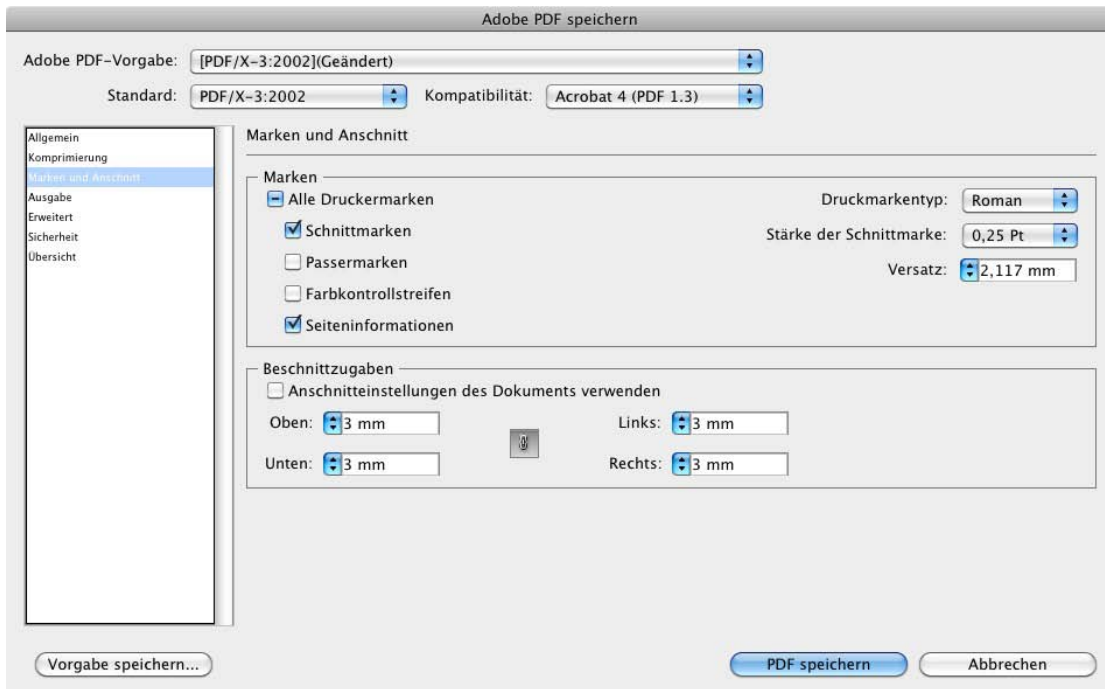 Adobe PDF speichern
Adobe PDF-Vorgabe: [PDF/X-3:2002](Geändert)
Standard: PDF/X-3:2002 Kompatibilität: Acrobat 4 (PDF 1.3)
Allgemein
Komprimierung
Marken und Anschnitt
Ausgabe
Erweitert
Sicherheit
Übersicht
Marken und Anschnitt
Marken
Alle Druckermarken
Schnittmarken
Passermarken
Farbkontrollstreifen
Seiteninformationen
Druckmarkentyp: Roman
Stärke der Schnittmarke: 0,25 Pt
Versatz: 2,117 mm
Beschnittzugaben
Anschnitteinstellungen des Dokuments verwenden
Oben: 3 mm Links: 3 mm
Unten: 3 mm Rechts: 3 mm
Vorgabe speichern... PDF speichern Abbrechen